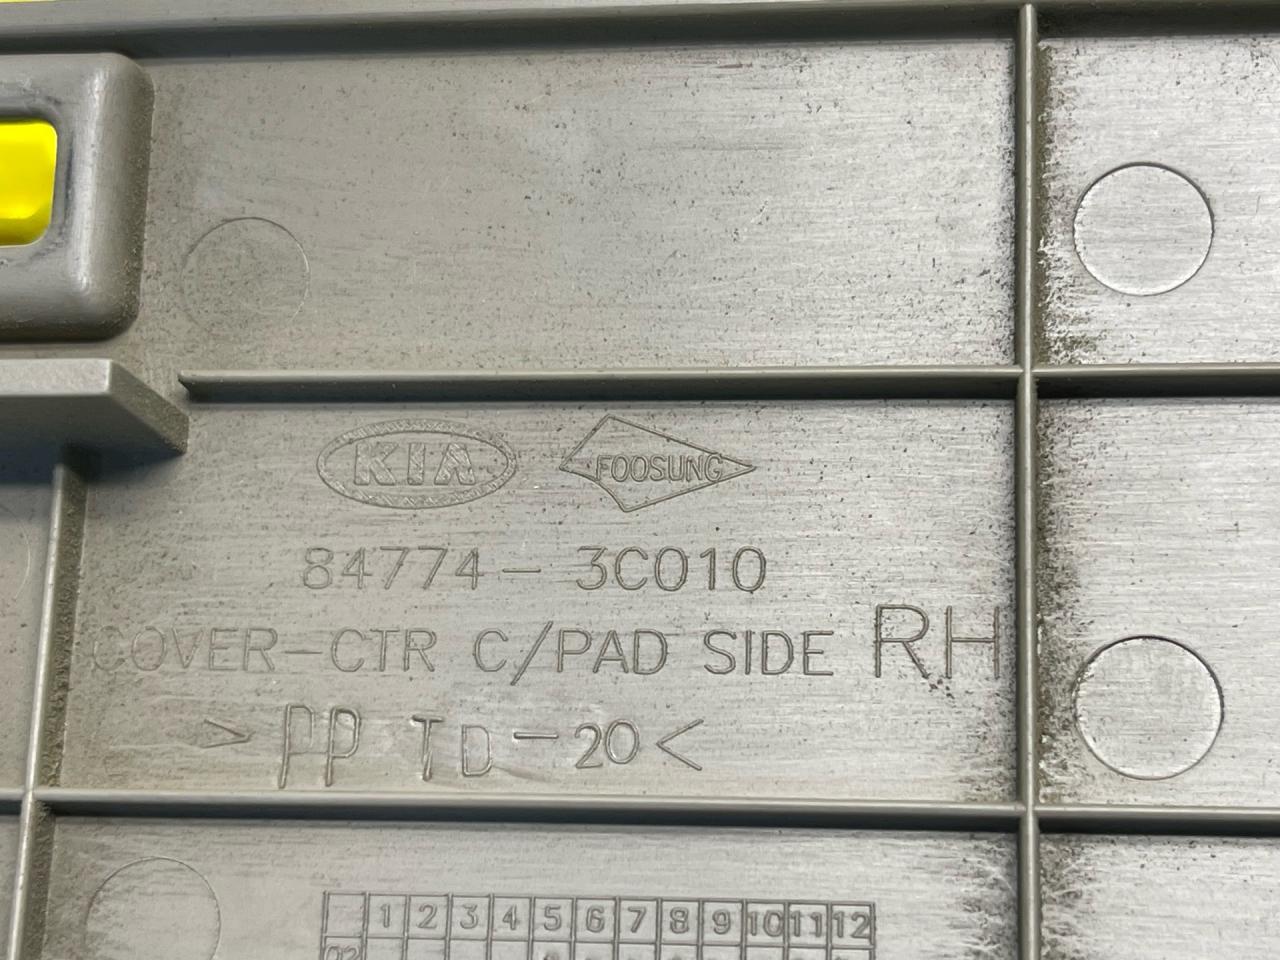 KIA FOOSUNG
84774-3C010
COVER-CTR C/PAD SIDE RH
>PP TD-20<
1 2 3 4 5 6 7 8 9 10 11 12